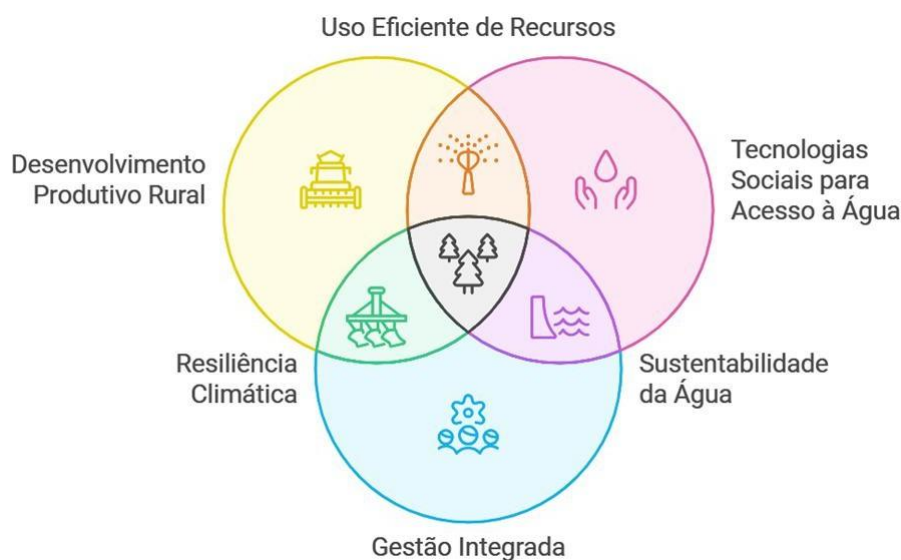 Uso Eficiente de Recursos
Desenvolvimento
Produtivo Rural
Tecnologias
Sociais para
Acesso à Água
Resiliência
Climática
Sustentabilidade
da Água
Gestão Integrada